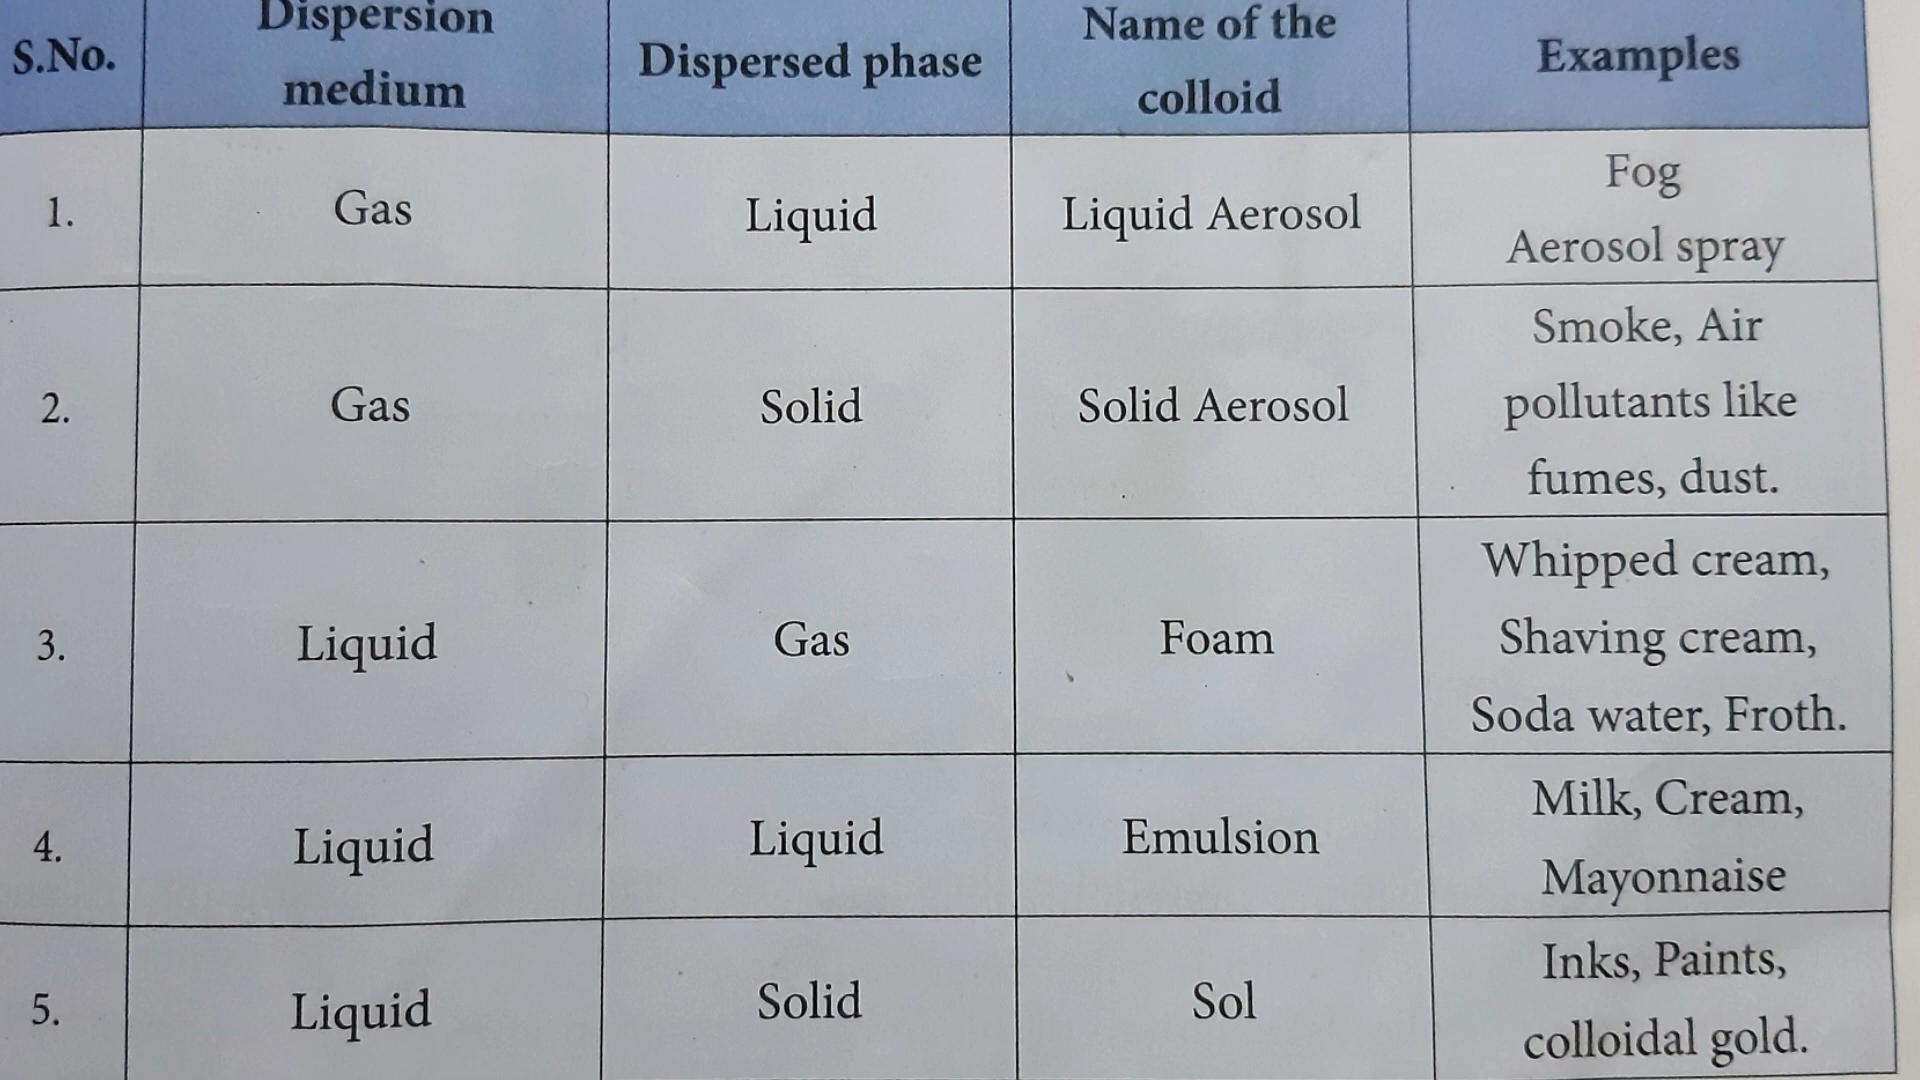 S.No.
Dispersion
medium
Dispersed phase
Name of the
colloid
Examples
1.
Gas
Liquid
Liquid Aerosol
Fog
Aerosol spray
2.
Gas
Solid
Solid Aerosol
Smoke, Air
pollutants like
fumes, dust.
3.
Liquid
Gas
Foam
Whipped cream,
Shaving cream,
Soda water, Froth.
4.
Liquid
Liquid
Emulsion
Milk, Cream,
Mayonnaise
5.
Liquid
Solid
Sol
Inks, Paints,
colloidal gold.